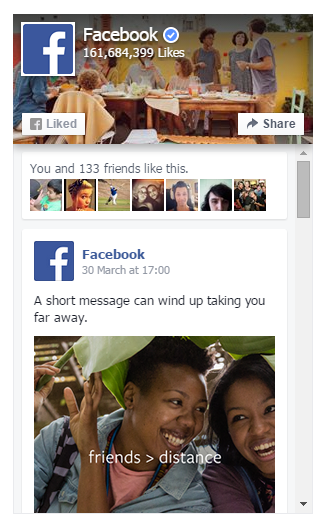 Facebook
161,684,399 Likes
Liked
Share
You and 133 friends like this.
Facebook
30 March at 17:00
A short message can wind up taking you
far away.
friends > distance